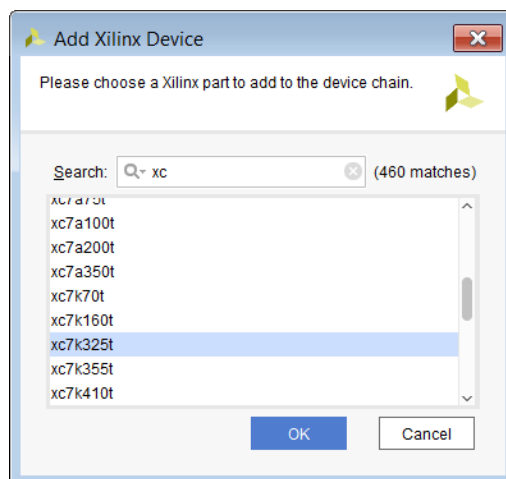 Add Xilinx Device
Please choose a Xilinx part to add to the device chain.
Search: xc (460 matches)
xc7a75t
xc7a100t
xc7a200t
xc7a350t
xc7k70t
xc7k160t
xc7k325t
xc7k355t
xc7k410t
OK Cancel